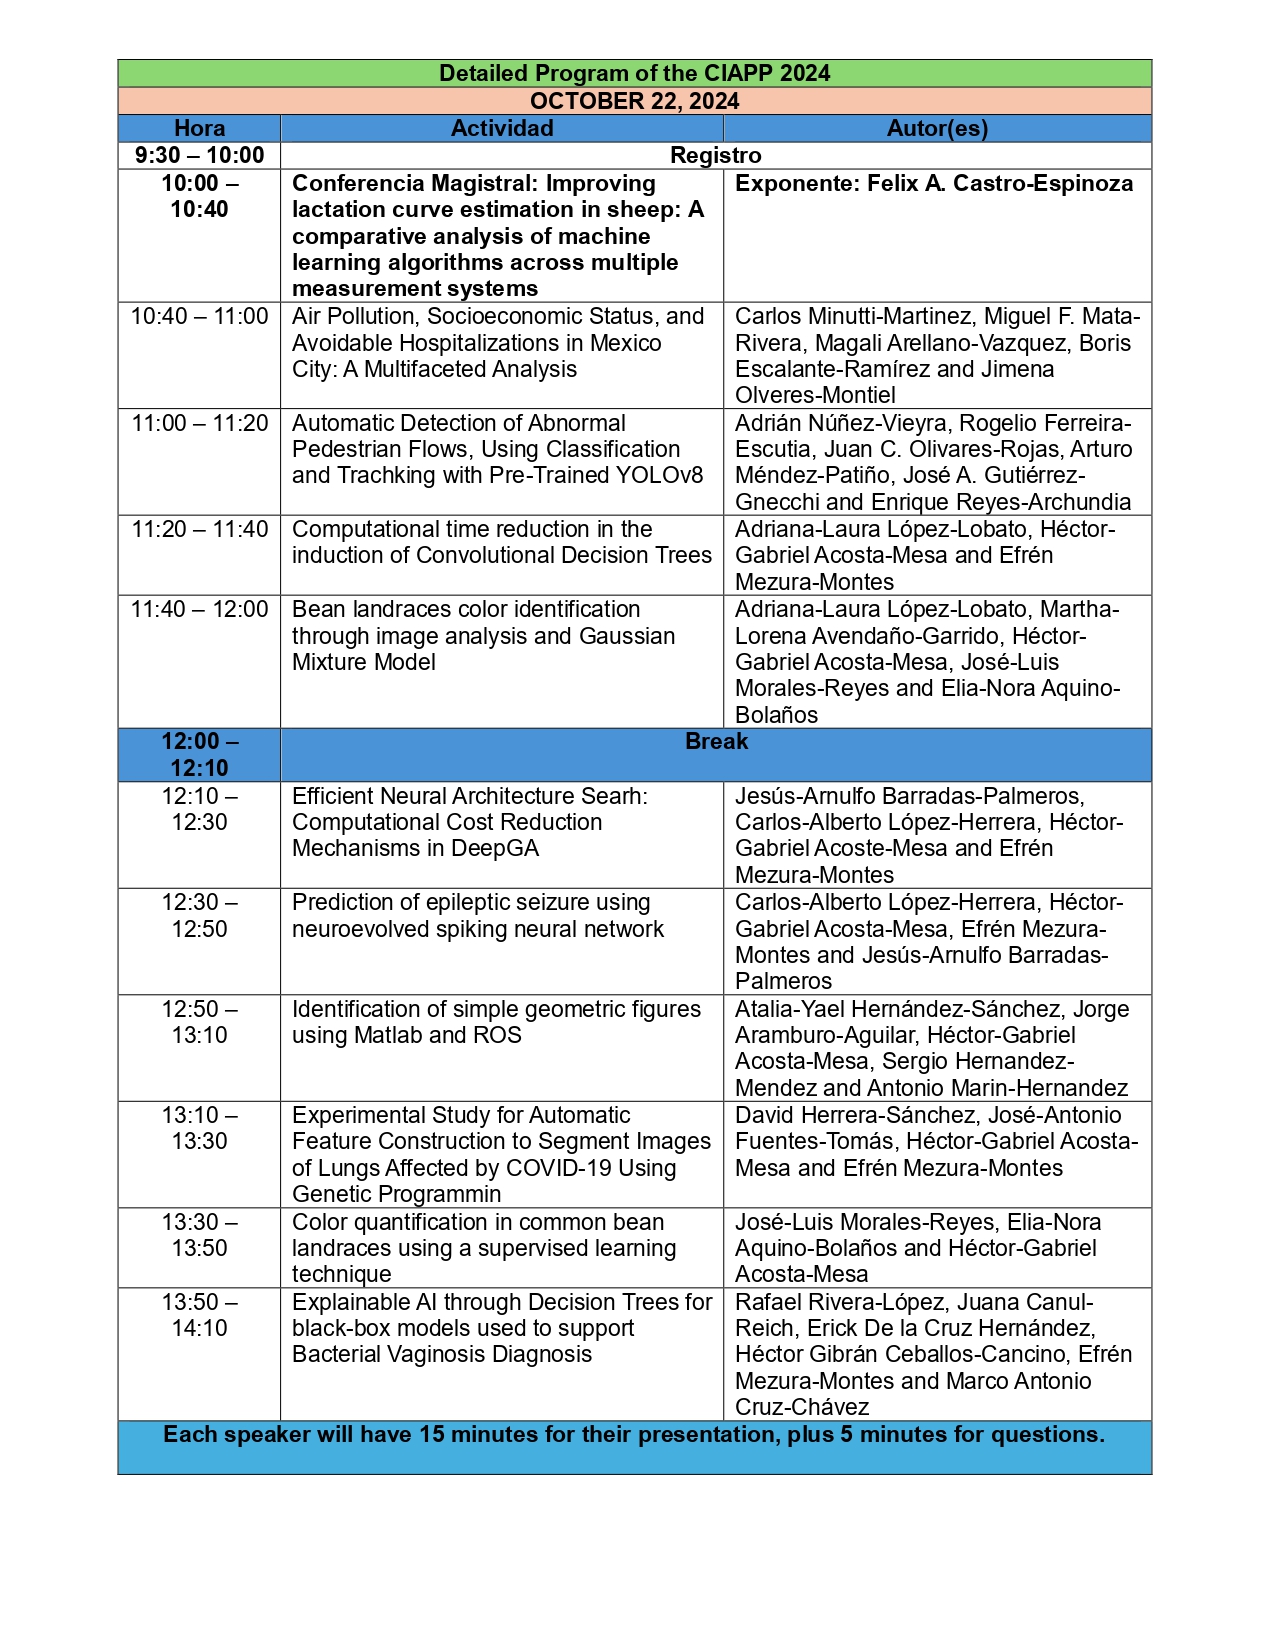 Detailed Program of the CIAPP 2024
OCTOBER 22, 2024
Hora Actividad Autor(es)
9:30 – 10:00 Registro
10:00 –
10:40
Conferencia Magistral: Improving
lactation curve estimation in sheep: A
comparative analysis of machine
learning algorithms across multiple
measurement systems
Exponente: Felix A. Castro-Espinoza
10:40 – 11:00
Air Pollution, Socioeconomic Status, and
Avoidable Hospitalizations in Mexico
City: A Multifaceted Analysis
Carlos Minutti-Martinez, Miguel F. Mata-
Rivera, Magali Arellano-Vazquez, Boris
Escalante-Ramírez and Jimena
Olveres-Montiel
11:00 – 11:20
Automatic Detection of Abnormal
Pedestrian Flows, Using Classification
and Trachking with Pre-Trained YOLOv8
Adrián Núñez-Vieyra, Rogelio Ferreira-
Escutia, Juan C. Olivares-Rojas, Arturo
Méndez-Patiño, José A. Gutiérrez-
Gnecchi and Enrique Reyes-Archundia
11:20 – 11:40
Computational time reduction in the
induction of Convolutional Decision Trees
Adriana-Laura López-Lobato, Héctor-
Gabriel Acosta-Mesa and Efrén
Mezura-Montes
11:40 – 12:00
Bean landraces color identification
through image analysis and Gaussian
Mixture Model
Adriana-Laura López-Lobato, Martha-
Lorena Avendaño-Garrido, Héctor-
Gabriel Acosta-Mesa, José-Luis
Morales-Reyes and Elia-Nora Aquino-
Bolaños
12:00 –
12:10
Break
12:10 –
12:30
Efficient Neural Architecture Searh:
Computational Cost Reduction
Mechanisms in DeepGA
Jesús-Arnulfo Barradas-Palmeros,
Carlos-Alberto López-Herrera, Héctor-
Gabriel Acoste-Mesa and Efrén
Mezura-Montes
12:30 –
12:50
Prediction of epileptic seizure using
neuroevolved spiking neural network
Carlos-Alberto López-Herrera, Héctor-
Gabriel Acosta-Mesa, Efrén Mezura-
Montes and Jesús-Arnulfo Barradas-
Palmeros
12:50 –
13:10
Identification of simple geometric figures
using Matlab and ROS
Atalia-Yael Hernández-Sánchez, Jorge
Aramburo-Aguilar, Héctor-Gabriel
Acosta-Mesa, Sergio Hernandez-
Mendez and Antonio Marin-Hernandez
13:10 –
13:30
Experimental Study for Automatic
Feature Construction to Segment Images
of Lungs Affected by COVID-19 Using
Genetic Programmin
David Herrera-Sánchez, José-Antonio
Fuentes-Tomás, Héctor-Gabriel Acosta-
Mesa and Efrén Mezura-Montes
13:30 –
13:50
Color quantification in common bean
landraces using a supervised learning
technique
José-Luis Morales-Reyes, Elia-Nora
Aquino-Bolaños and Héctor-Gabriel
Acosta-Mesa
13:50 –
14:10
Explainable AI through Decision Trees for
black-box models used to support
Bacterial Vaginosis Diagnosis
Rafael Rivera-López, Juana Canul-
Reich, Erick De la Cruz Hernández,
Héctor Gibrán Ceballos-Cancino, Efrén
Mezura-Montes and Marco Antonio
Cruz-Chávez
Each speaker will have 15 minutes for their presentation, plus 5 minutes for questions.